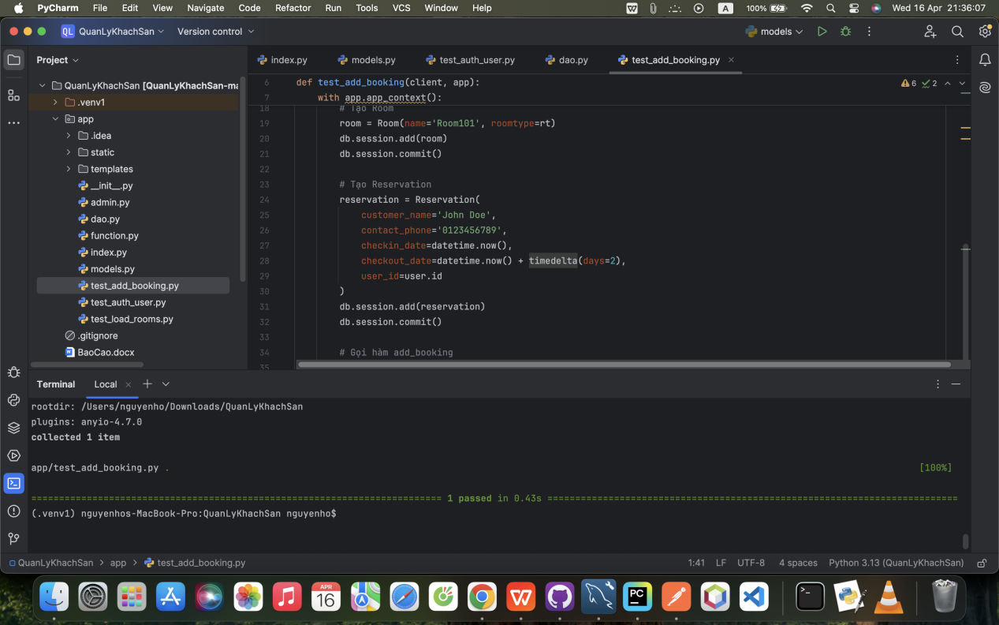 PyCharm File Edit View Navigate Code Refactor Run Tools VCS Window Help 100% Wed 16 Apr 21:36:07
QL QuanLyKhachSan Version control models
Project
QuanLyKhachSan [QuanLyKhachSan-ma
.venv1
app
.idea
static
templates
__init__.py
admin.py
dao.py
function.py
index.py
models.py
test_add_booking.py
test_auth_user.py
test_load_rooms.py
.gitignore
BaoCao.docx
index.py models.py test_auth_user.py dao.py test_add_booking.py
6 def test_add_booking(client, app): 6 2
7 with app.app_context():
18 # Tạo Room
19 room = Room(name='Room101', roomtype=rt)
20 db.session.add(room)
21 db.session.commit()
22
23 # Tạo Reservation
24 reservation = Reservation(
25 customer_name='John Doe',
26 contact_phone='0123456789',
27 checkin_date=datetime.now(),
28 checkout_date=datetime.now() + timedelta(days=2),
29 user_id=user.id
30 )
31 db.session.add(reservation)
32 db.session.commit()
33
34 # Gọi hàm add_booking
35
Terminal Local
rootdir: /Users/nguyenho/Downloads/QuanLyKhachSan
plugins: anyio-4.7.0
collected 1 item
app/test_add_booking.py . [100%]
1 passed in 0.43s
(.venv1) nguyenhos-MacBook-Pro:QuanLyKhachSan nguyenho$
QuanLyKhachSan > app > test_add_booking.py 1:41 LF UTF-8 4 spaces Python 3.13 (QuanLyKhachSan)
APR
16
PC